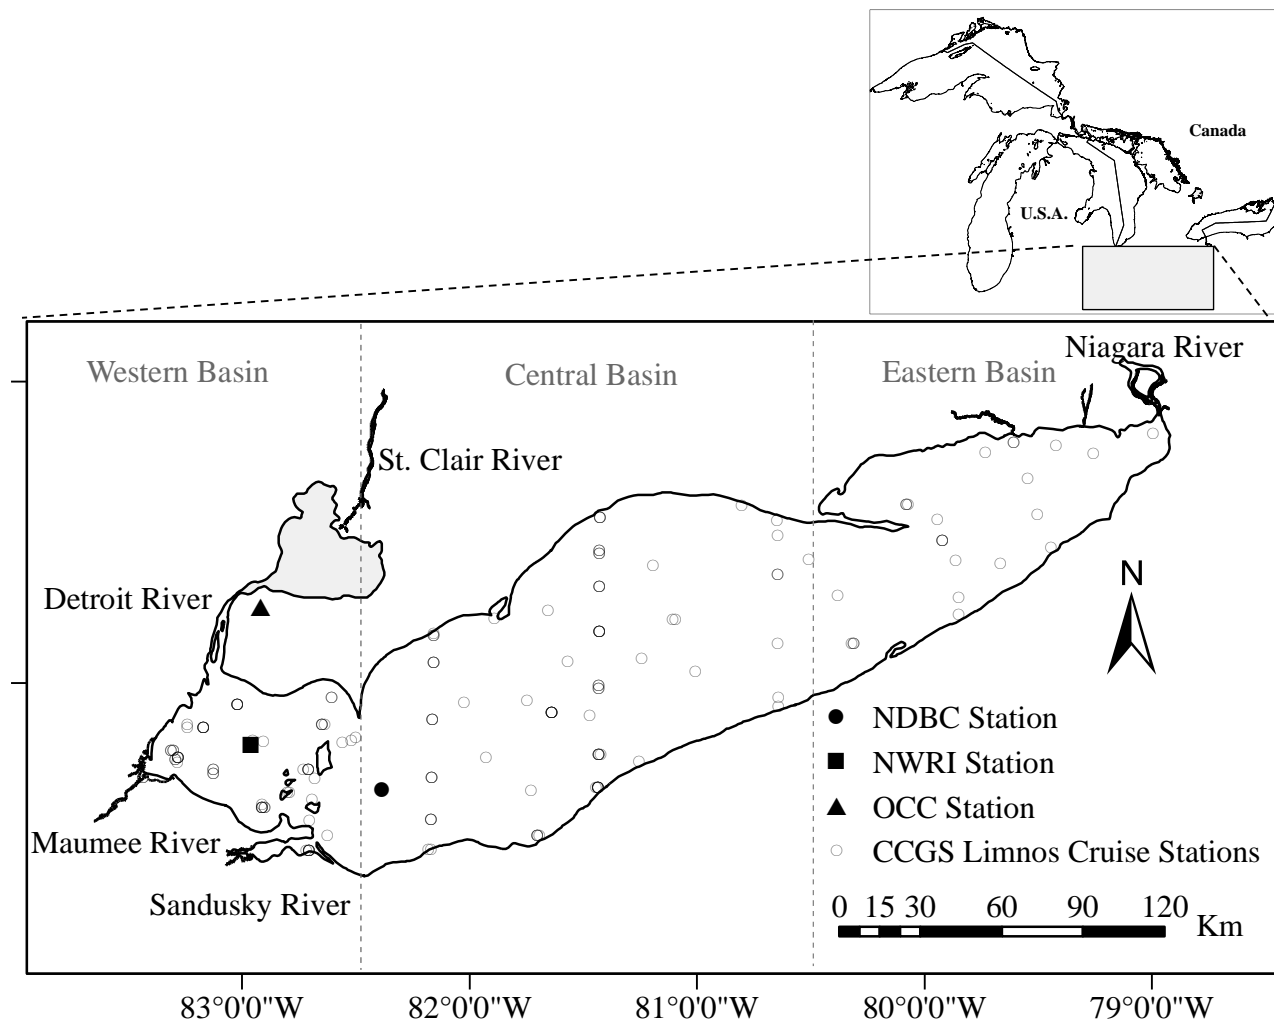 Canada
U.S.A.
Niagara River
Western Basin
Central Basin
Eastern Basin
St. Clair River
Detroit River
N
NDBC Station
NWRI Station
OCC Station
CCGS Limnos Cruise Stations
Maumee River
Sandusky River
0 15 30 60 90 120
Km
83°0'0"W 82°0'0"W 81°0'0"W 80°0'0"W 79°0'0"W